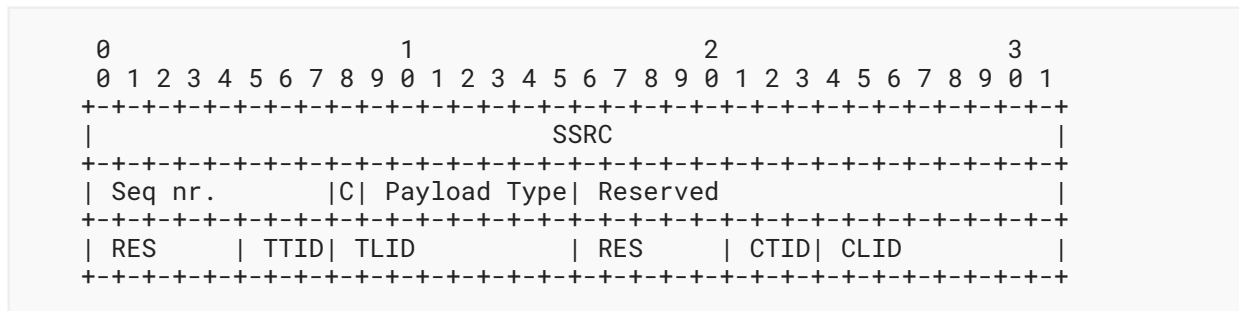 0                   1                   2                   3
 0 1 2 3 4 5 6 7 8 9 0 1 2 3 4 5 6 7 8 9 0 1 2 3 4 5 6 7 8 9 0 1
+-+-+-+-+-+-+-+-+-+-+-+-+-+-+-+-+-+-+-+-+-+-+-+-+-+-+-+-+-+-+-+-+
|                              SSRC                             |
+-+-+-+-+-+-+-+-+-+-+-+-+-+-+-+-+-+-+-+-+-+-+-+-+-+-+-+-+-+-+-+-+
| Seq nr.       |C| Payload Type| Reserved                      |
+-+-+-+-+-+-+-+-+-+-+-+-+-+-+-+-+-+-+-+-+-+-+-+-+-+-+-+-+-+-+-+-+
| RES     | TTID| TLID          | RES     | CTID| CLID          |
+-+-+-+-+-+-+-+-+-+-+-+-+-+-+-+-+-+-+-+-+-+-+-+-+-+-+-+-+-+-+-+-+